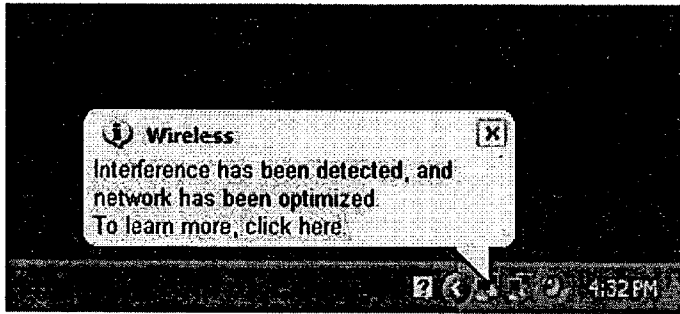 Wireless
Interference has been detected, and
network has been optimized.
To learn more, click here.
4:32 PM